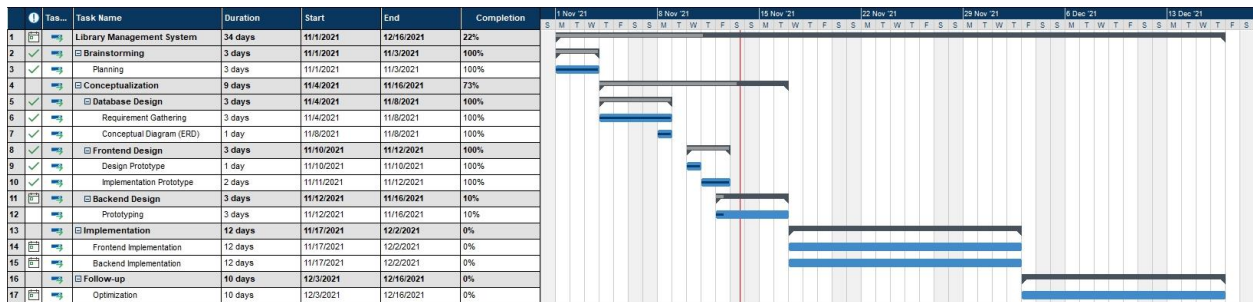 Tas... Task Name Duration Start End Completion 1 Nov '21 8 Nov '21 15 Nov '21 22 Nov '21 29 Nov '21 6 Dec '21 13 Dec '21
S M T W T F S S M T W T F S S M T W T F S S M T W T F S S M T W T F S S M T W T F S S M T W T F S
1 Library Management System 34 days 11/1/2021 12/16/2021 22%
2 Brainstorming 3 days 11/1/2021 11/3/2021 100%
3 Planning 3 days 11/1/2021 11/3/2021 100%
4 Conceptualization 9 days 11/4/2021 11/16/2021 73%
5 Database Design 3 days 11/4/2021 11/8/2021 100%
6 Requirement Gathering 3 days 11/4/2021 11/8/2021 100%
7 Conceptual Diagram (ERD) 1 day 11/8/2021 11/8/2021 100%
8 Frontend Design 3 days 11/10/2021 11/12/2021 100%
9 Design Prototype 1 day 11/10/2021 11/10/2021 100%
10 Implementation Prototype 2 days 11/11/2021 11/12/2021 100%
11 Backend Design 3 days 11/12/2021 11/16/2021 10%
12 Prototyping 3 days 11/12/2021 11/16/2021 10%
13 Implementation 12 days 11/17/2021 12/2/2021 0%
14 Frontend Implementation 12 days 11/17/2021 12/2/2021 0%
15 Backend Implementation 12 days 11/17/2021 12/2/2021 0%
16 Follow-up 10 days 12/3/2021 12/16/2021 0%
17 Optimization 10 days 12/3/2021 12/16/2021 0%